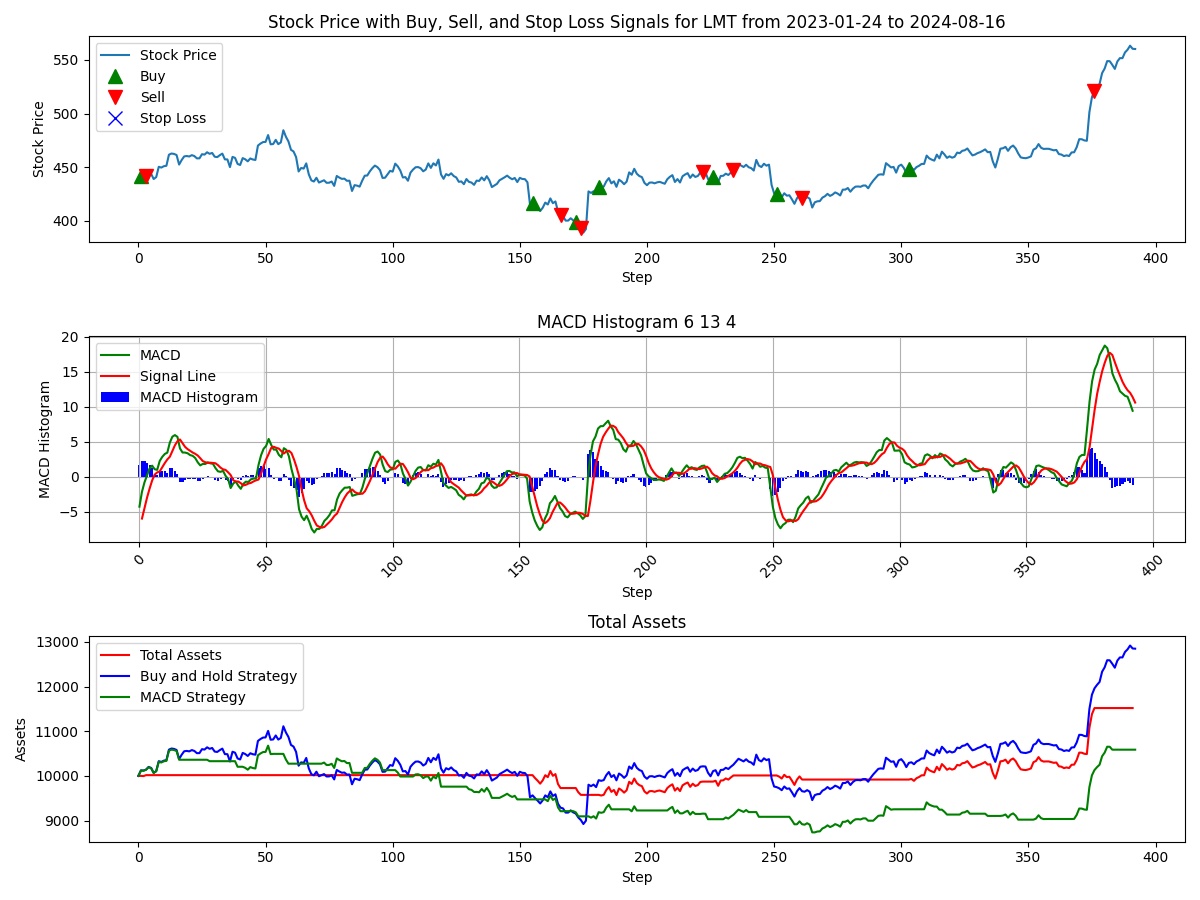 Stock Price with Buy, Sell, and Stop Loss Signals for LMT from 2023-01-24 to 2024-08-16
Stock Price
550
500
450
400
Stock Price
Buy
Sell
Stop Loss
0 50 100 150 200 250 300 350 400
Step
MACD Histogram 6 13 4
MACD Histogram
20
15
10
5
0
−5
MACD
Signal Line
MACD Histogram
0 50 100 150 200 250 300 350 400
Step
Total Assets
Assets
13000
12000
11000
10000
9000
Total Assets
Buy and Hold Strategy
MACD Strategy
0 50 100 150 200 250 300 350 400
Step